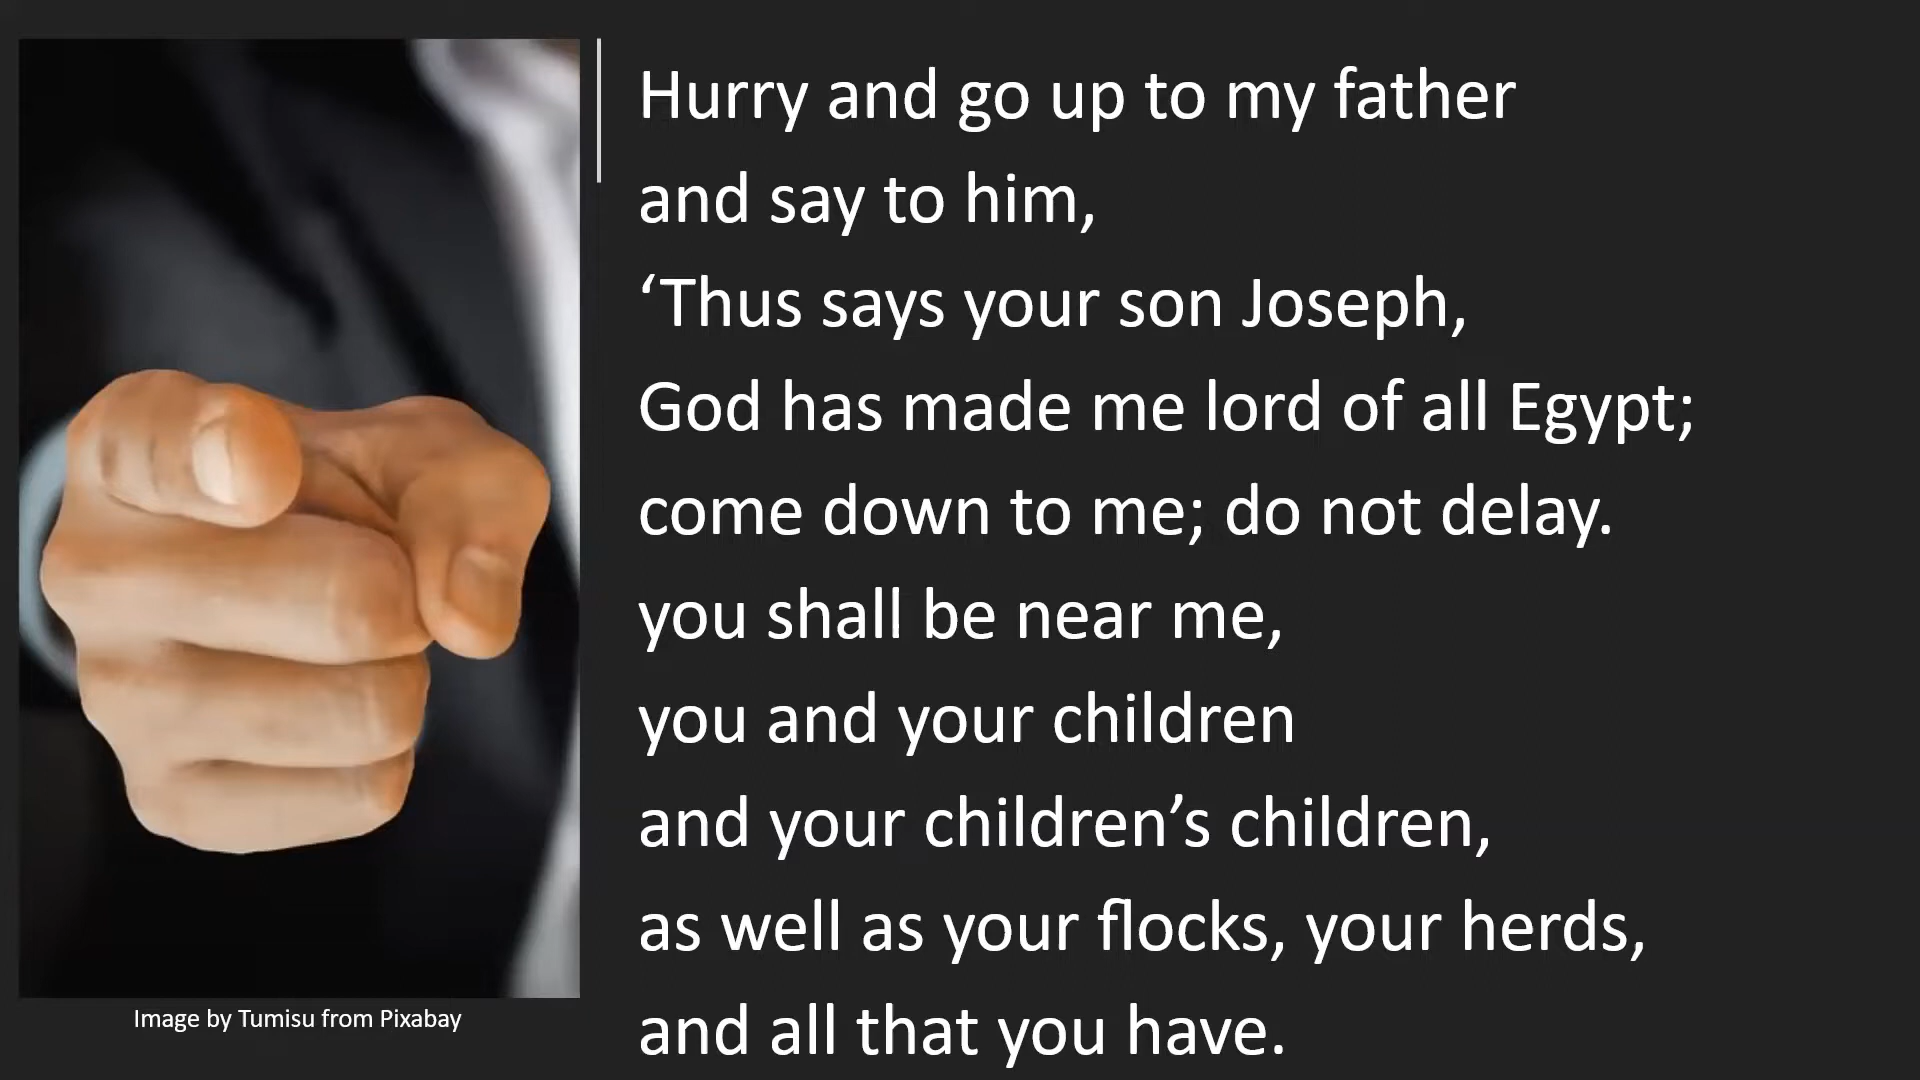 Hurry and go up to my father
and say to him,
‘Thus says your son Joseph,
God has made me lord of all Egypt;
come down to me; do not delay.
you shall be near me,
you and your children
and your children’s children,
as well as your flocks, your herds,
and all that you have.
Image by Tumisu from Pixabay